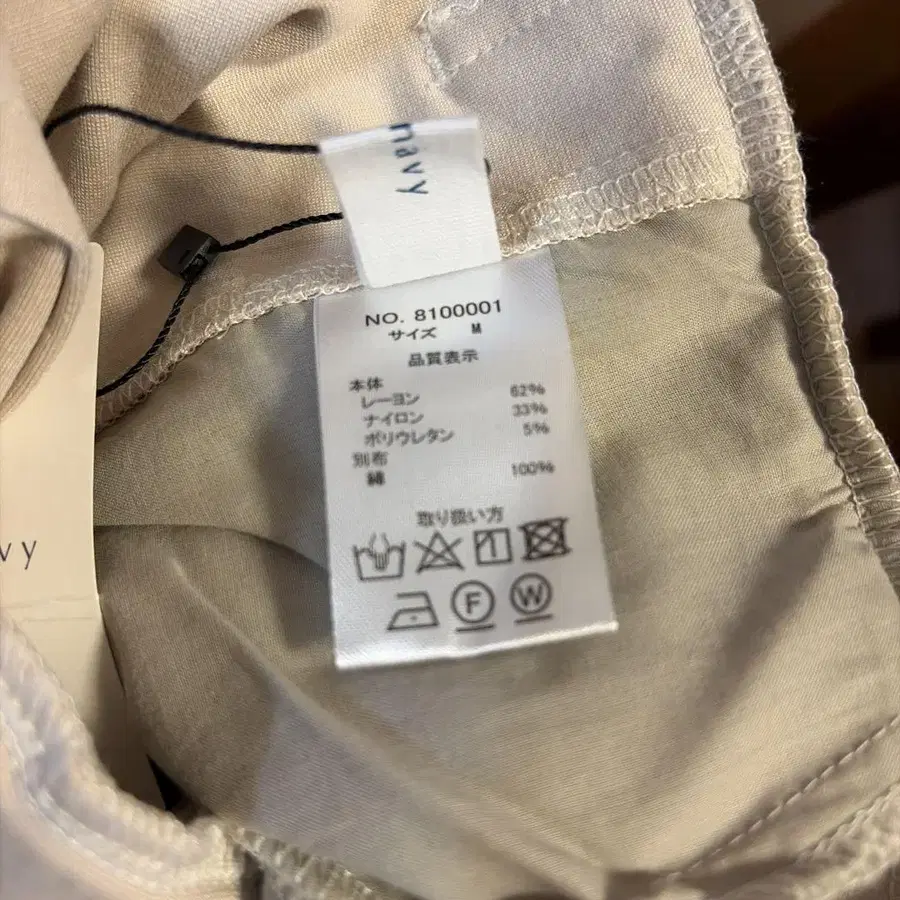 navy
NO. 8100001
サイズ M
品質表示
本体
レーヨン 62%
ナイロン 33%
ポリウレタン 5%
別布
綿 100%
取り扱い方
F W
vy